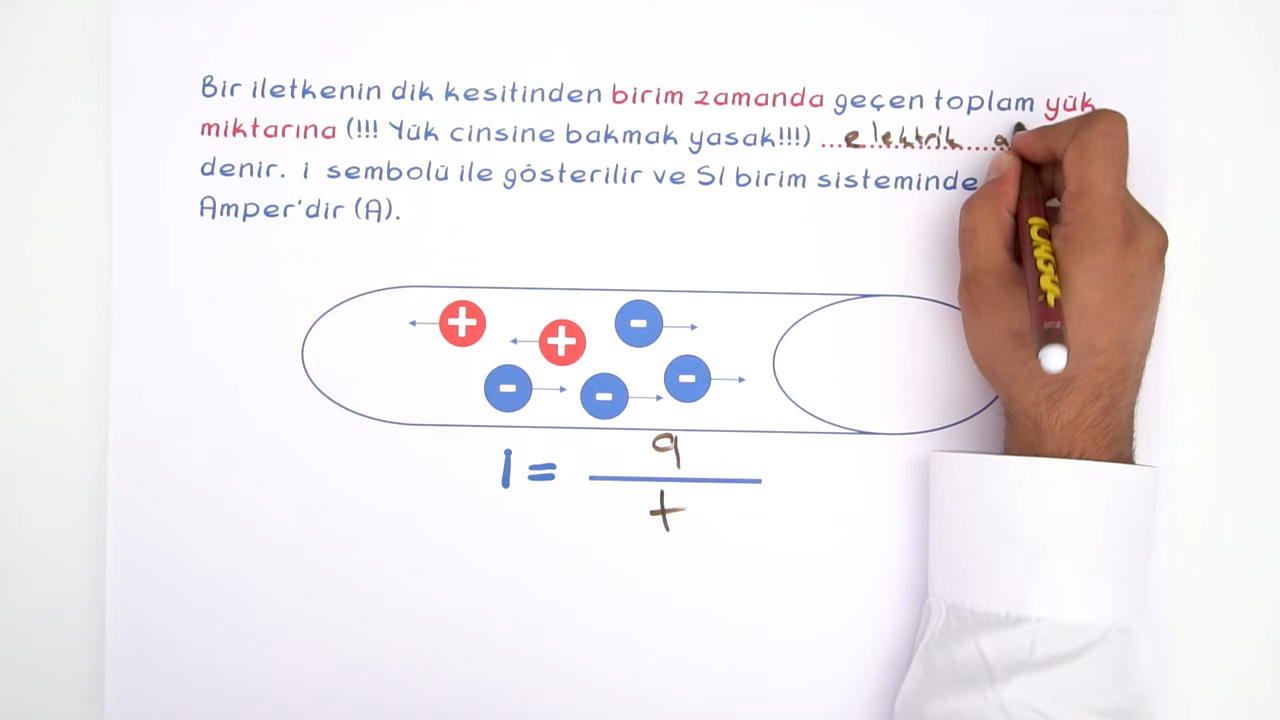 Bir iletkenin dik kesitinden birim zamanda geçen toplam yük
miktarına (!!! Yük cinsine bakmak yasak!!!) ...elektrik
denir. i sembolü ile gösterilir ve SI birim sisteminde
Amper'dir (A).
+
+
-
-
-
-
i = q
t